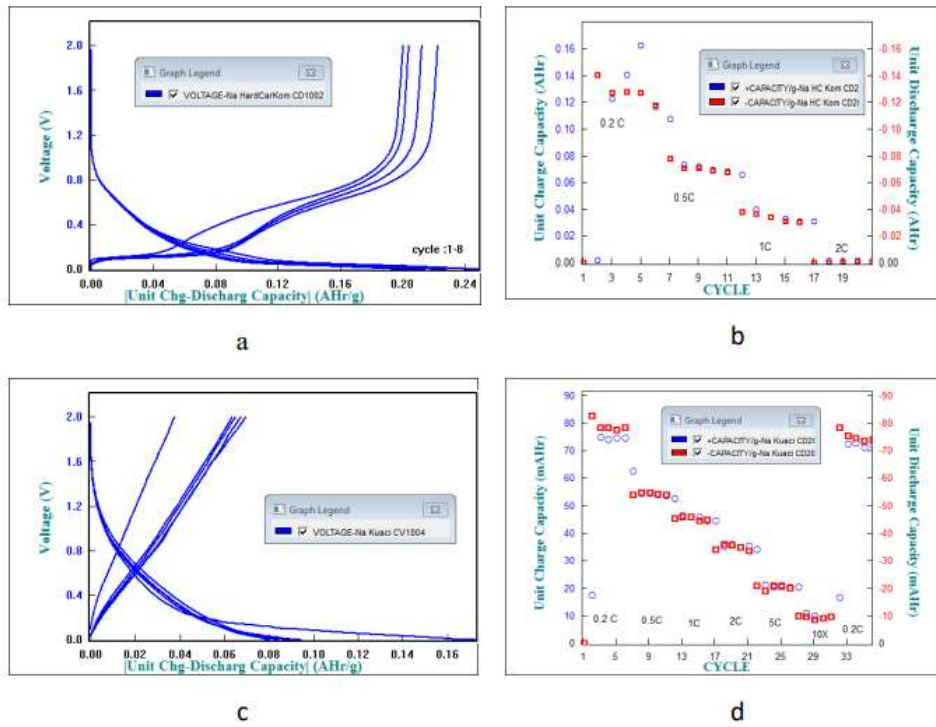 2.0
1.6
1.2
0.8
0.4
0.0
Voltage (V)
Graph Legend
VOLTAGE-Na HardCarKom CD1002
cycle :1-8
0.00 0.04 0.08 0.12 0.16 0.20 0.24
|Unit Chg-Discharg Capacity| (AHr/g)
a
0.16
0.14
0.12
0.10
0.08
0.06
0.04
0.02
0.00
Unit Charge Capacity (AHr)
Graph Legend
+CAPACITY/g-Na HC Kom CD2
-CAPACITY/g-Na HC Kom CD2(
0.2 C
0.5C
1C
2C
-0.16
-0.14
-0.12
-0.10
-0.08
-0.06
-0.04
-0.02
0.00
Unit Discharge Capacity (AHr)
1 3 5 7 9 11 13 15 17 19
CYCLE
b
2.0
1.6
1.2
0.8
0.4
0.0
Voltage (V)
Graph Legend
VOLTAGE-Na Kuaci CV1004
0.00 0.02 0.04 0.06 0.08 0.10 0.12 0.14 0.16
|Unit Chg-Discharg Capacity| (AHr/g)
c
90
80
70
60
50
40
30
20
10
0
Unit Charge Capacity (mAHr)
Graph Legend
+CAPACITY/g-Na Kuaci CD2(
-CAPACITY/g-Na Kuaci CD20
0.2 C
0.5C
1C
2C
5C
10X
0.2C
-90
-80
-70
-60
-50
-40
-30
-20
-10
0
Unit Discharge Capacity (mAHr)
1 5 9 13 17 21 25 29 33
CYCLE
d